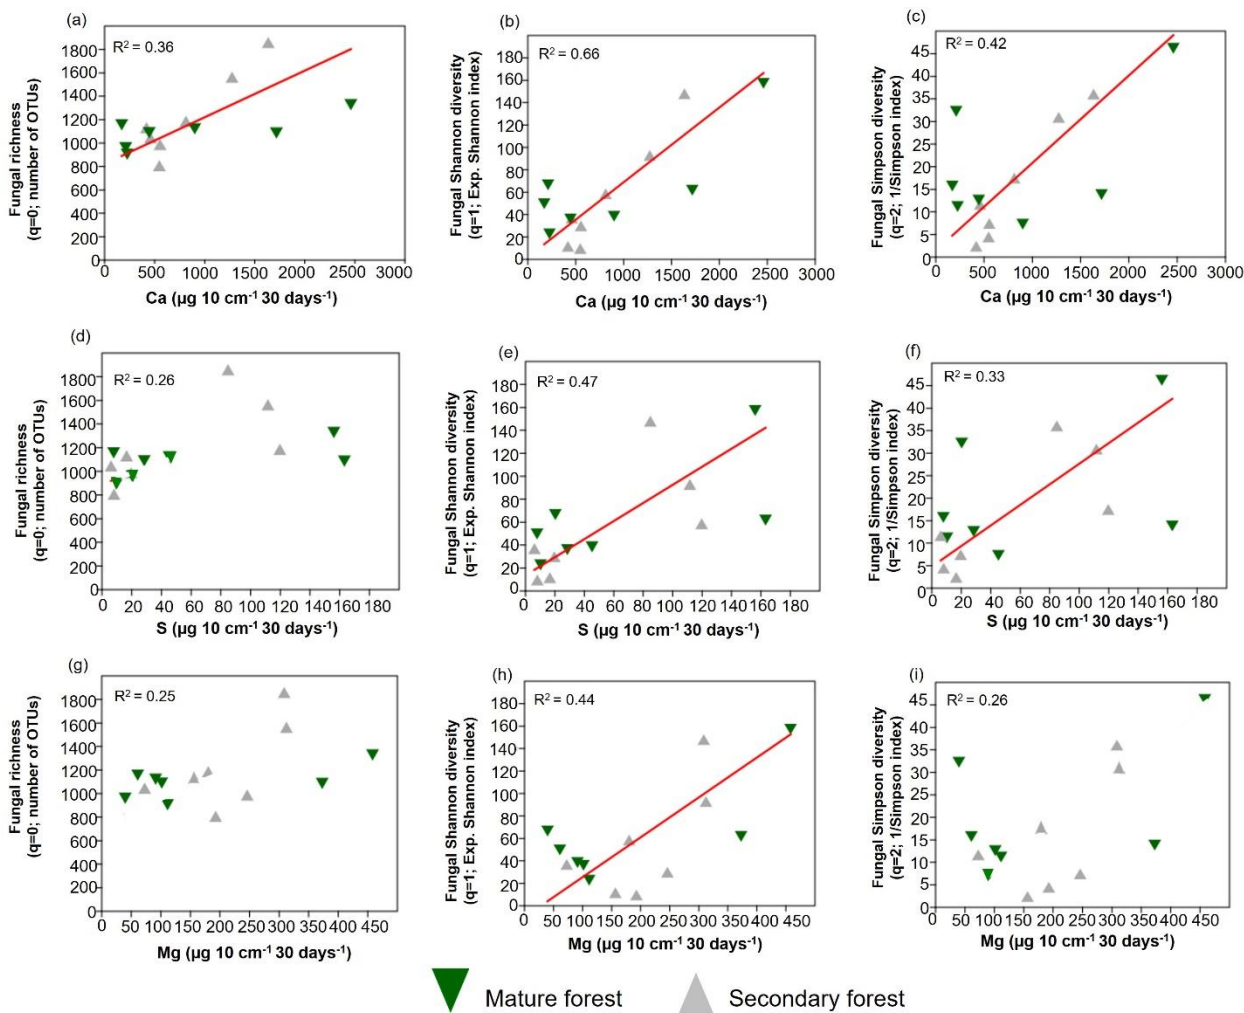 (a)
R² = 0.36
Fungal richness
(q=0; number of OTUs)
1800
1600
1400
1200
1000
800
600
400
200
0
0 500 1000 1500 2000 2500 3000
Ca (µg 10 cm⁻¹ 30 days⁻¹)
(b)
R² = 0.66
Fungal Shannon diversity
(q=1; Exp. Shannon index)
180
160
140
120
100
80
60
40
20
0
0 500 1000 1500 2000 2500 3000
Ca (µg 10 cm⁻¹ 30 days⁻¹)
(c)
R² = 0.42
Fungal Simpson diversity
(q=2; 1/Simpson index)
45
40
35
30
25
20
15
10
5
0
0 500 1000 1500 2000 2500 3000
Ca (µg 10 cm⁻¹ 30 days⁻¹)
(d)
R² = 0.26
Fungal richness
(q=0; number of OTUs)
1800
1600
1400
1200
1000
800
600
400
200
0
0 20 40 60 80 100 120 140 160 180
S (µg 10 cm⁻¹ 30 days⁻¹)
(e)
R² = 0.47
Fungal Shannon diversity
(q=1; Exp. Shannon index)
180
160
140
120
100
80
60
40
20
0
0 20 40 60 80 100 120 140 160 180
S (µg 10 cm⁻¹ 30 days⁻¹)
(f)
R² = 0.33
Fungal Simpson diversity
(q=2; 1/Simpson index)
45
40
35
30
25
20
15
10
5
0
0 20 40 60 80 100 120 140 160 180
S (µg 10 cm⁻¹ 30 days⁻¹)
(g)
R² = 0.25
Fungal richness
(q=0; number of OTUs)
1800
1600
1400
1200
1000
800
600
400
200
0
0 50 100 150 200 250 300 350 400 450
Mg (µg 10 cm⁻¹ 30 days⁻¹)
(h)
R² = 0.44
Fungal Shannon diversity
(q=1; Exp. Shannon index)
180
160
140
120
100
80
60
40
20
0
0 50 100 150 200 250 300 350 400 450
Mg (µg 10 cm⁻¹ 30 days⁻¹)
(i)
R² = 0.26
Fungal Simpson diversity
(q=2; 1/Simpson index)
45
40
35
30
25
20
15
10
5
0
50 100 150 200 250 300 350 400 450
Mg (µg 10 cm⁻¹ 30 days⁻¹)
Mature forest
Secondary forest